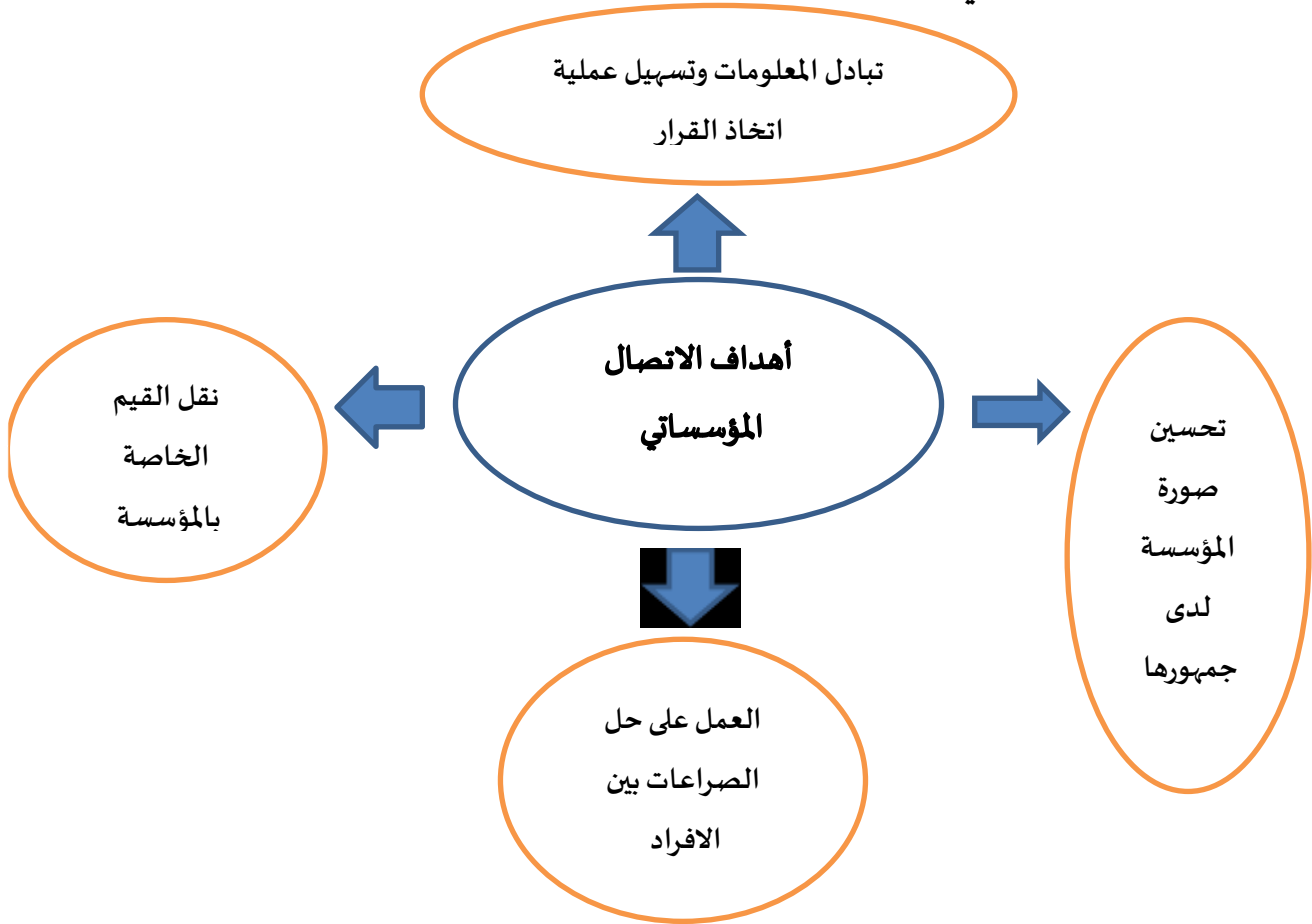 تبادل المعلومات وتسهيل عملية
اتخاذ القرار
أهداف الاتصال
المؤسساتي
نقل القيم
الخاصة
بالمؤسسة
تحسين
صورة
المؤسسة
لدى
جمهورها
العمل على حل
الصراعات بين
الافراد